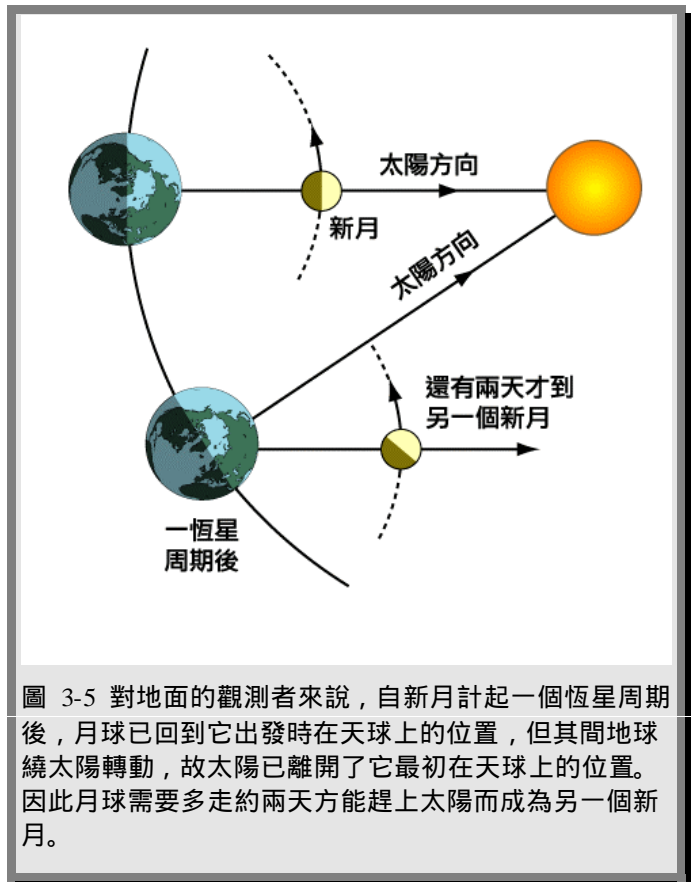 太陽方向
新月
太陽方向
還有兩天才到
另一個新月
一恆星
周期後
圖 3-5 對地面的觀測者來說，自新月計起一個恆星周期
後，月球已回到它出發時在天球上的位置，但其間地球
繞太陽轉動，故太陽已離開了它最初在天球上的位置。
因此月球需要多走約兩天方能趕上太陽而成為另一個新
月。